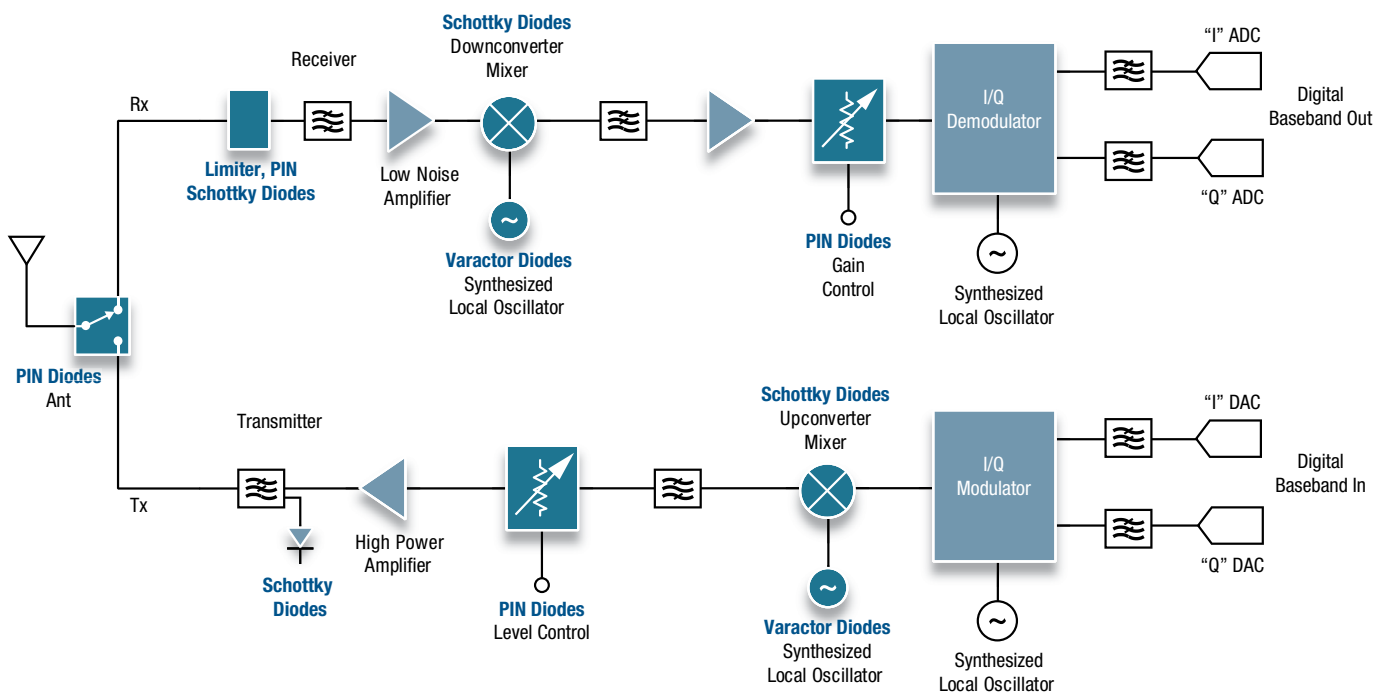 Schottky Diodes
Downconverter
Mixer
Receiver
Rx
Limiter, PIN
Schottky Diodes
Low Noise
Amplifier
Varactor Diodes
Synthesized
Local Oscillator
PIN Diodes
Gain
Control
I/Q
Demodulator
Synthesized
Local Oscillator
"I" ADC
Digital
Baseband Out
"Q" ADC
PIN Diodes
Ant
Transmitter
Tx
Schottky
Diodes
High Power
Amplifier
PIN Diodes
Level Control
Schottky Diodes
Upconverter
Mixer
Varactor Diodes
Synthesized
Local Oscillator
I/Q
Modulator
Synthesized
Local Oscillator
"I" DAC
Digital
Baseband In
"Q" DAC